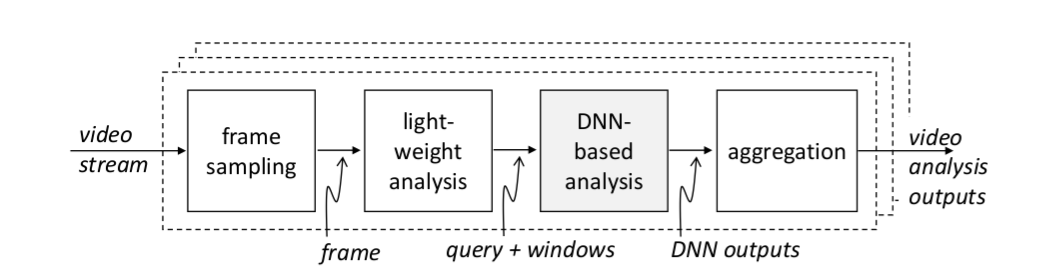 video
stream
frame
sampling
light-
weight
analysis
DNN-
based
analysis
aggregation
video
analysis
outputs
frame
query + windows
DNN outputs